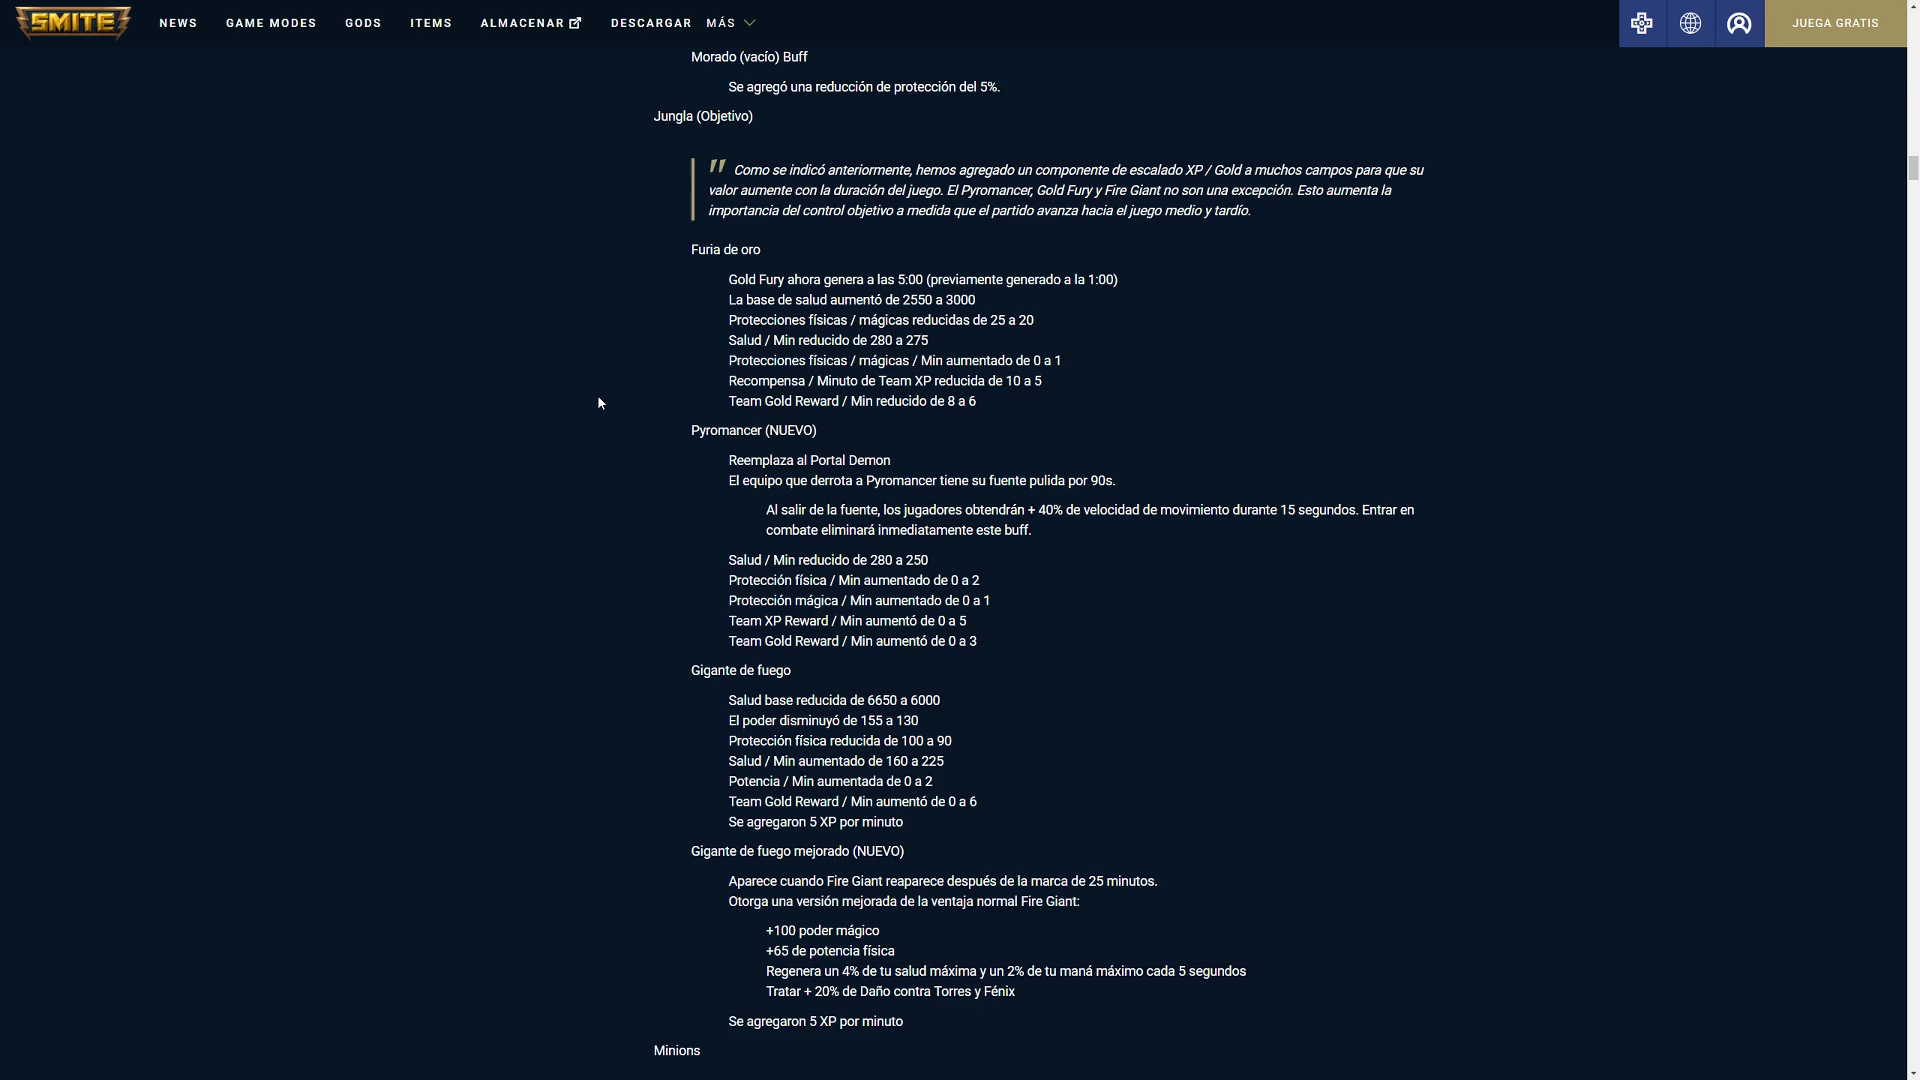 SMITE
NEWS
GAME MODES
GODS
ITEMS
ALMACENAR
DESCARGAR
MÁS
JUEGA GRATIS
Morado (vacío) Buff
Se agregó una reducción de protección del 5%.
Jungla (Objetivo)
" Como se indicó anteriormente, hemos agregado un componente de escalado XP / Gold a muchos campos para que su
valor aumente con la duración del juego. El Pyromancer, Gold Fury y Fire Giant no son una excepción. Esto aumenta la
importancia del control objetivo a medida que el partido avanza hacia el juego medio y tardío.
Furia de oro
Gold Fury ahora genera a las 5:00 (previamente generado a la 1:00)
La base de salud aumentó de 2550 a 3000
Protecciones físicas / mágicas reducidas de 25 a 20
Salud / Min reducido de 280 a 275
Protecciones físicas / mágicas / Min aumentado de 0 a 1
Recompensa / Minuto de Team XP reducida de 10 a 5
Team Gold Reward / Min reducido de 8 a 6
Pyromancer (NUEVO)
Reemplaza al Portal Demon
El equipo que derrota a Pyromancer tiene su fuente pulida por 90s.
Al salir de la fuente, los jugadores obtendrán + 40% de velocidad de movimiento durante 15 segundos. Entrar en
combate eliminará inmediatamente este buff.
Salud / Min reducido de 280 a 250
Protección física / Min aumentado de 0 a 2
Protección mágica / Min aumentado de 0 a 1
Team XP Reward / Min aumentó de 0 a 5
Team Gold Reward / Min aumentó de 0 a 3
Gigante de fuego
Salud base reducida de 6650 a 6000
El poder disminuyó de 155 a 130
Protección física reducida de 100 a 90
Salud / Min aumentado de 160 a 225
Potencia / Min aumentada de 0 a 2
Team Gold Reward / Min aumentó de 0 a 6
Se agregaron 5 XP por minuto
Gigante de fuego mejorado (NUEVO)
Aparece cuando Fire Giant reaparece después de la marca de 25 minutos.
Otorga una versión mejorada de la ventaja normal Fire Giant:
+100 poder mágico
+65 de potencia física
Regenera un 4% de tu salud máxima y un 2% de tu maná máximo cada 5 segundos
Tratar + 20% de Daño contra Torres y Fénix
Se agregaron 5 XP por minuto
Minions